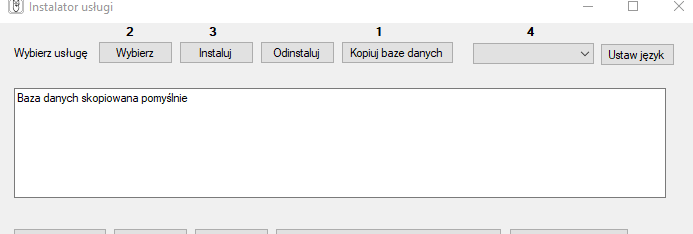 Instalator usługi
2 3 1 4
Wybierz usługę Wybierz Instaluj Odinstaluj Kopiuj baze danych Ustaw język
Baza danych skopiowana pomyślnie